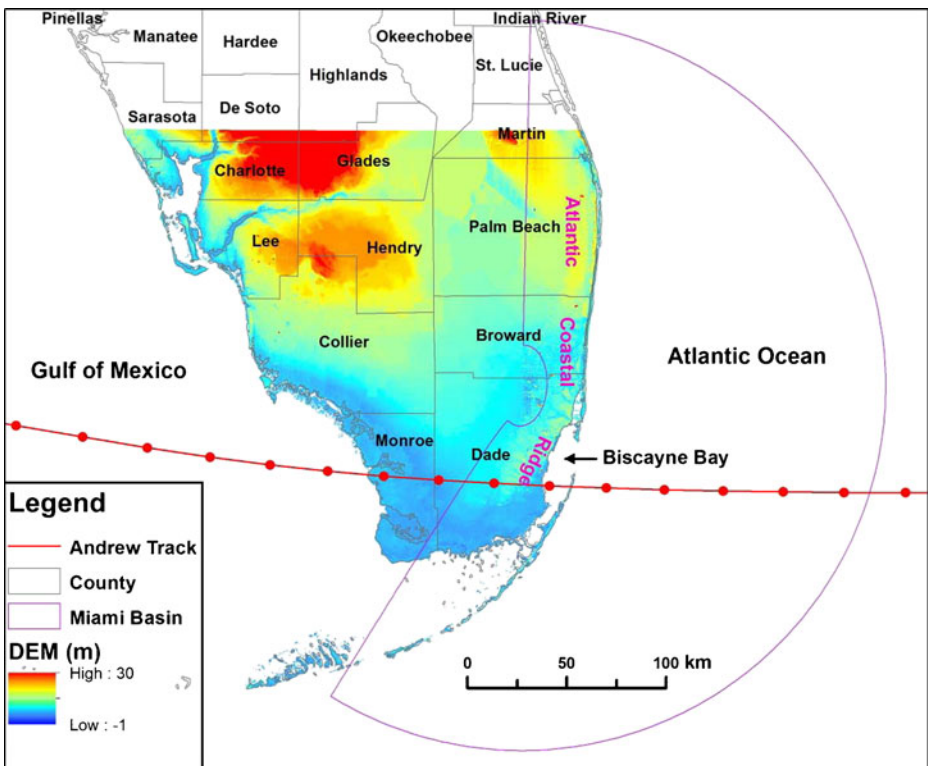 Pinellas
Indian River
Manatee
Hardee
Okeechobee
St. Lucie
Highlands
De Soto
Sarasota
Martin
Charlotte
Glades
Atlantic
Palm Beach
Lee
Hendry
Coastal
Broward
Collier
Gulf of Mexico
Atlantic Ocean
Monroe
Ridge
Dade
Biscayne Bay
Legend
Andrew Track
County
Miami Basin
DEM (m)
High : 30
Low : -1
0 50 100 km